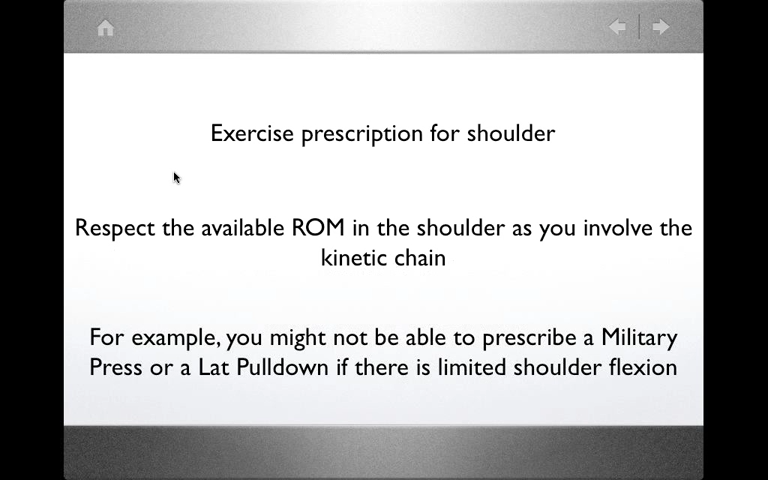 Exercise prescription for shoulder
Respect the available ROM in the shoulder as you involve the
kinetic chain
For example, you might not be able to prescribe a Military
Press or a Lat Pulldown if there is limited shoulder flexion